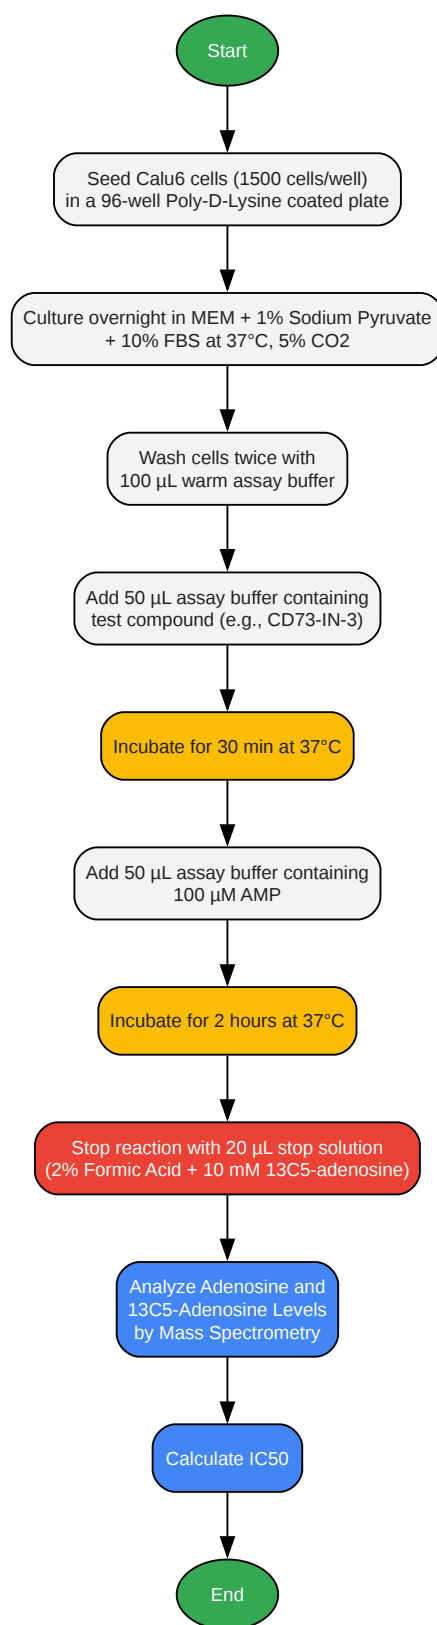 Start
Seed Calu6 cells (1500 cells/well)
in a 96-well Poly-D-Lysine coated plate
Culture overnight in MEM + 1% Sodium Pyruvate
+ 10% FBS at 37°C, 5% CO2
Wash cells twice with
100 µL warm assay buffer
Add 50 µL assay buffer containing
test compound (e.g., CD73-IN-3)
Incubate for 30 min at 37°C
Add 50 µL assay buffer containing
100 µM AMP
Incubate for 2 hours at 37°C
Stop reaction with 20 µL stop solution
(2% Formic Acid + 10 mM 13C5-adenosine)
Analyze Adenosine and
13C5-Adenosine Levels
by Mass Spectrometry
Calculate IC50
End